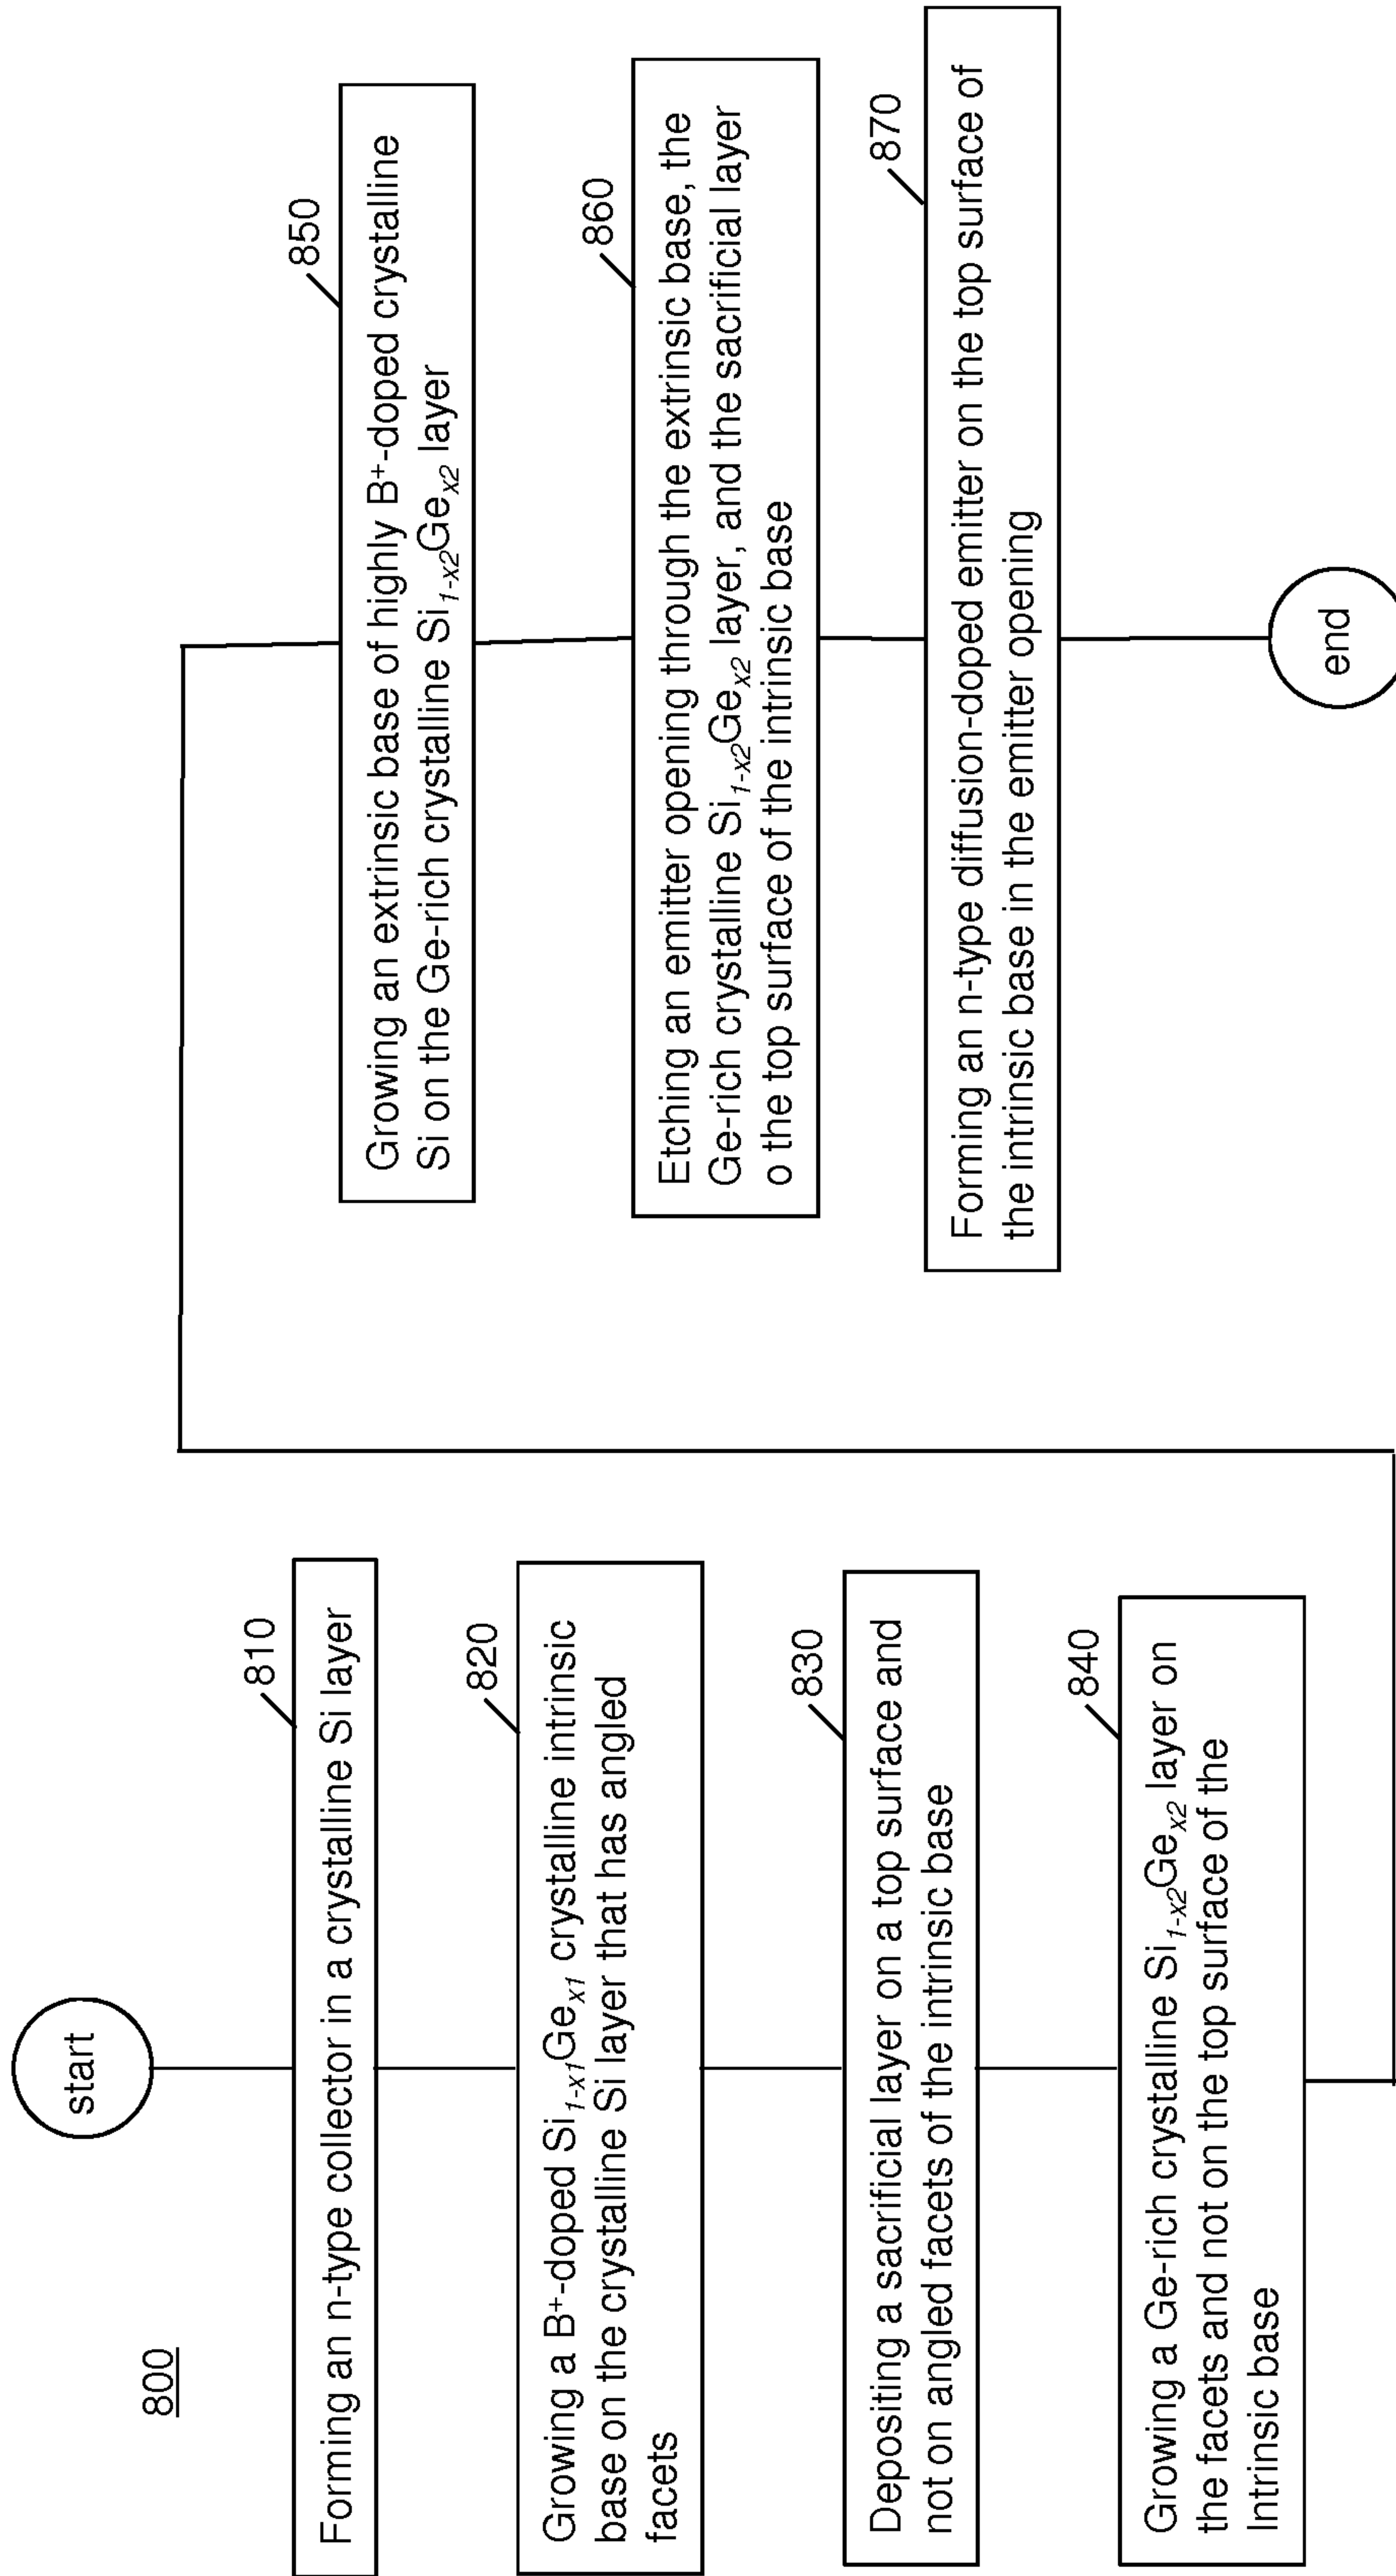 800
start
810
Forming an n-type collector in a crystalline Si layer
820
Growing a B⁺-doped Si₁₋ₓ₁Geₓ₁ crystalline intrinsic
base on the crystalline Si layer that has angled
facets
830
Depositing a sacrificial layer on a top surface and
not on angled facets of the intrinsic base
840
Growing a Ge-rich crystalline Si₁₋ₓ₂Geₓ₂ layer on
the facets and not on the top surface of the
Intrinsic base
850
Growing an extrinsic base of highly B⁺-doped crystalline
Si on the Ge-rich crystalline Si₁₋ₓ₂Geₓ₂ layer
860
Etching an emitter opening through the extrinsic base, the
Ge-rich crystalline Si₁₋ₓ₂Geₓ₂ layer, and the sacrificial layer
o the top surface of the intrinsic base
870
Forming an n-type diffusion-doped emitter on the top surface of
the intrinsic base in the emitter opening
end